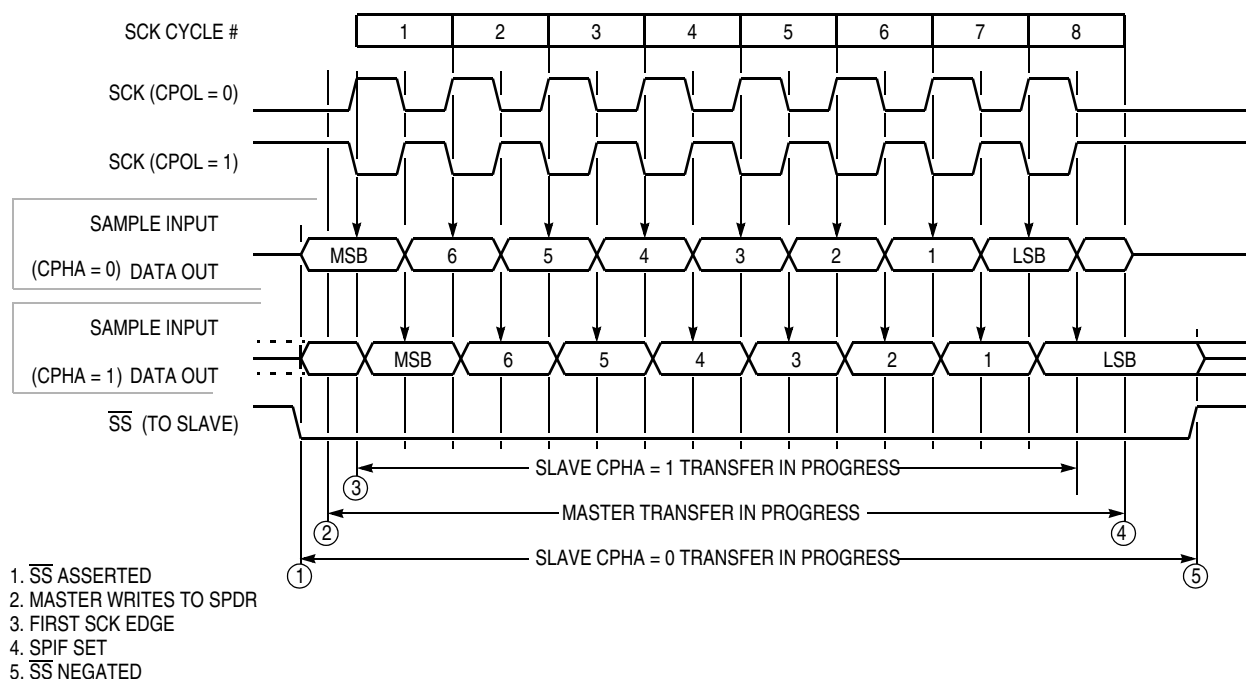 SCK CYCLE # 1 2 3 4 5 6 7 8
SCK (CPOL = 0)
SCK (CPOL = 1)
SAMPLE INPUT
(CPHA = 0) DATA OUT MSB 6 5 4 3 2 1 LSB
SAMPLE INPUT
(CPHA = 1) DATA OUT MSB 6 5 4 3 2 1 LSB
S̅S̅ (TO SLAVE)
SLAVE CPHA = 1 TRANSFER IN PROGRESS
3
MASTER TRANSFER IN PROGRESS
2 4
SLAVE CPHA = 0 TRANSFER IN PROGRESS
1 5
1. S̅S̅ ASSERTED
2. MASTER WRITES TO SPDR
3. FIRST SCK EDGE
4. SPIF SET
5. S̅S̅ NEGATED